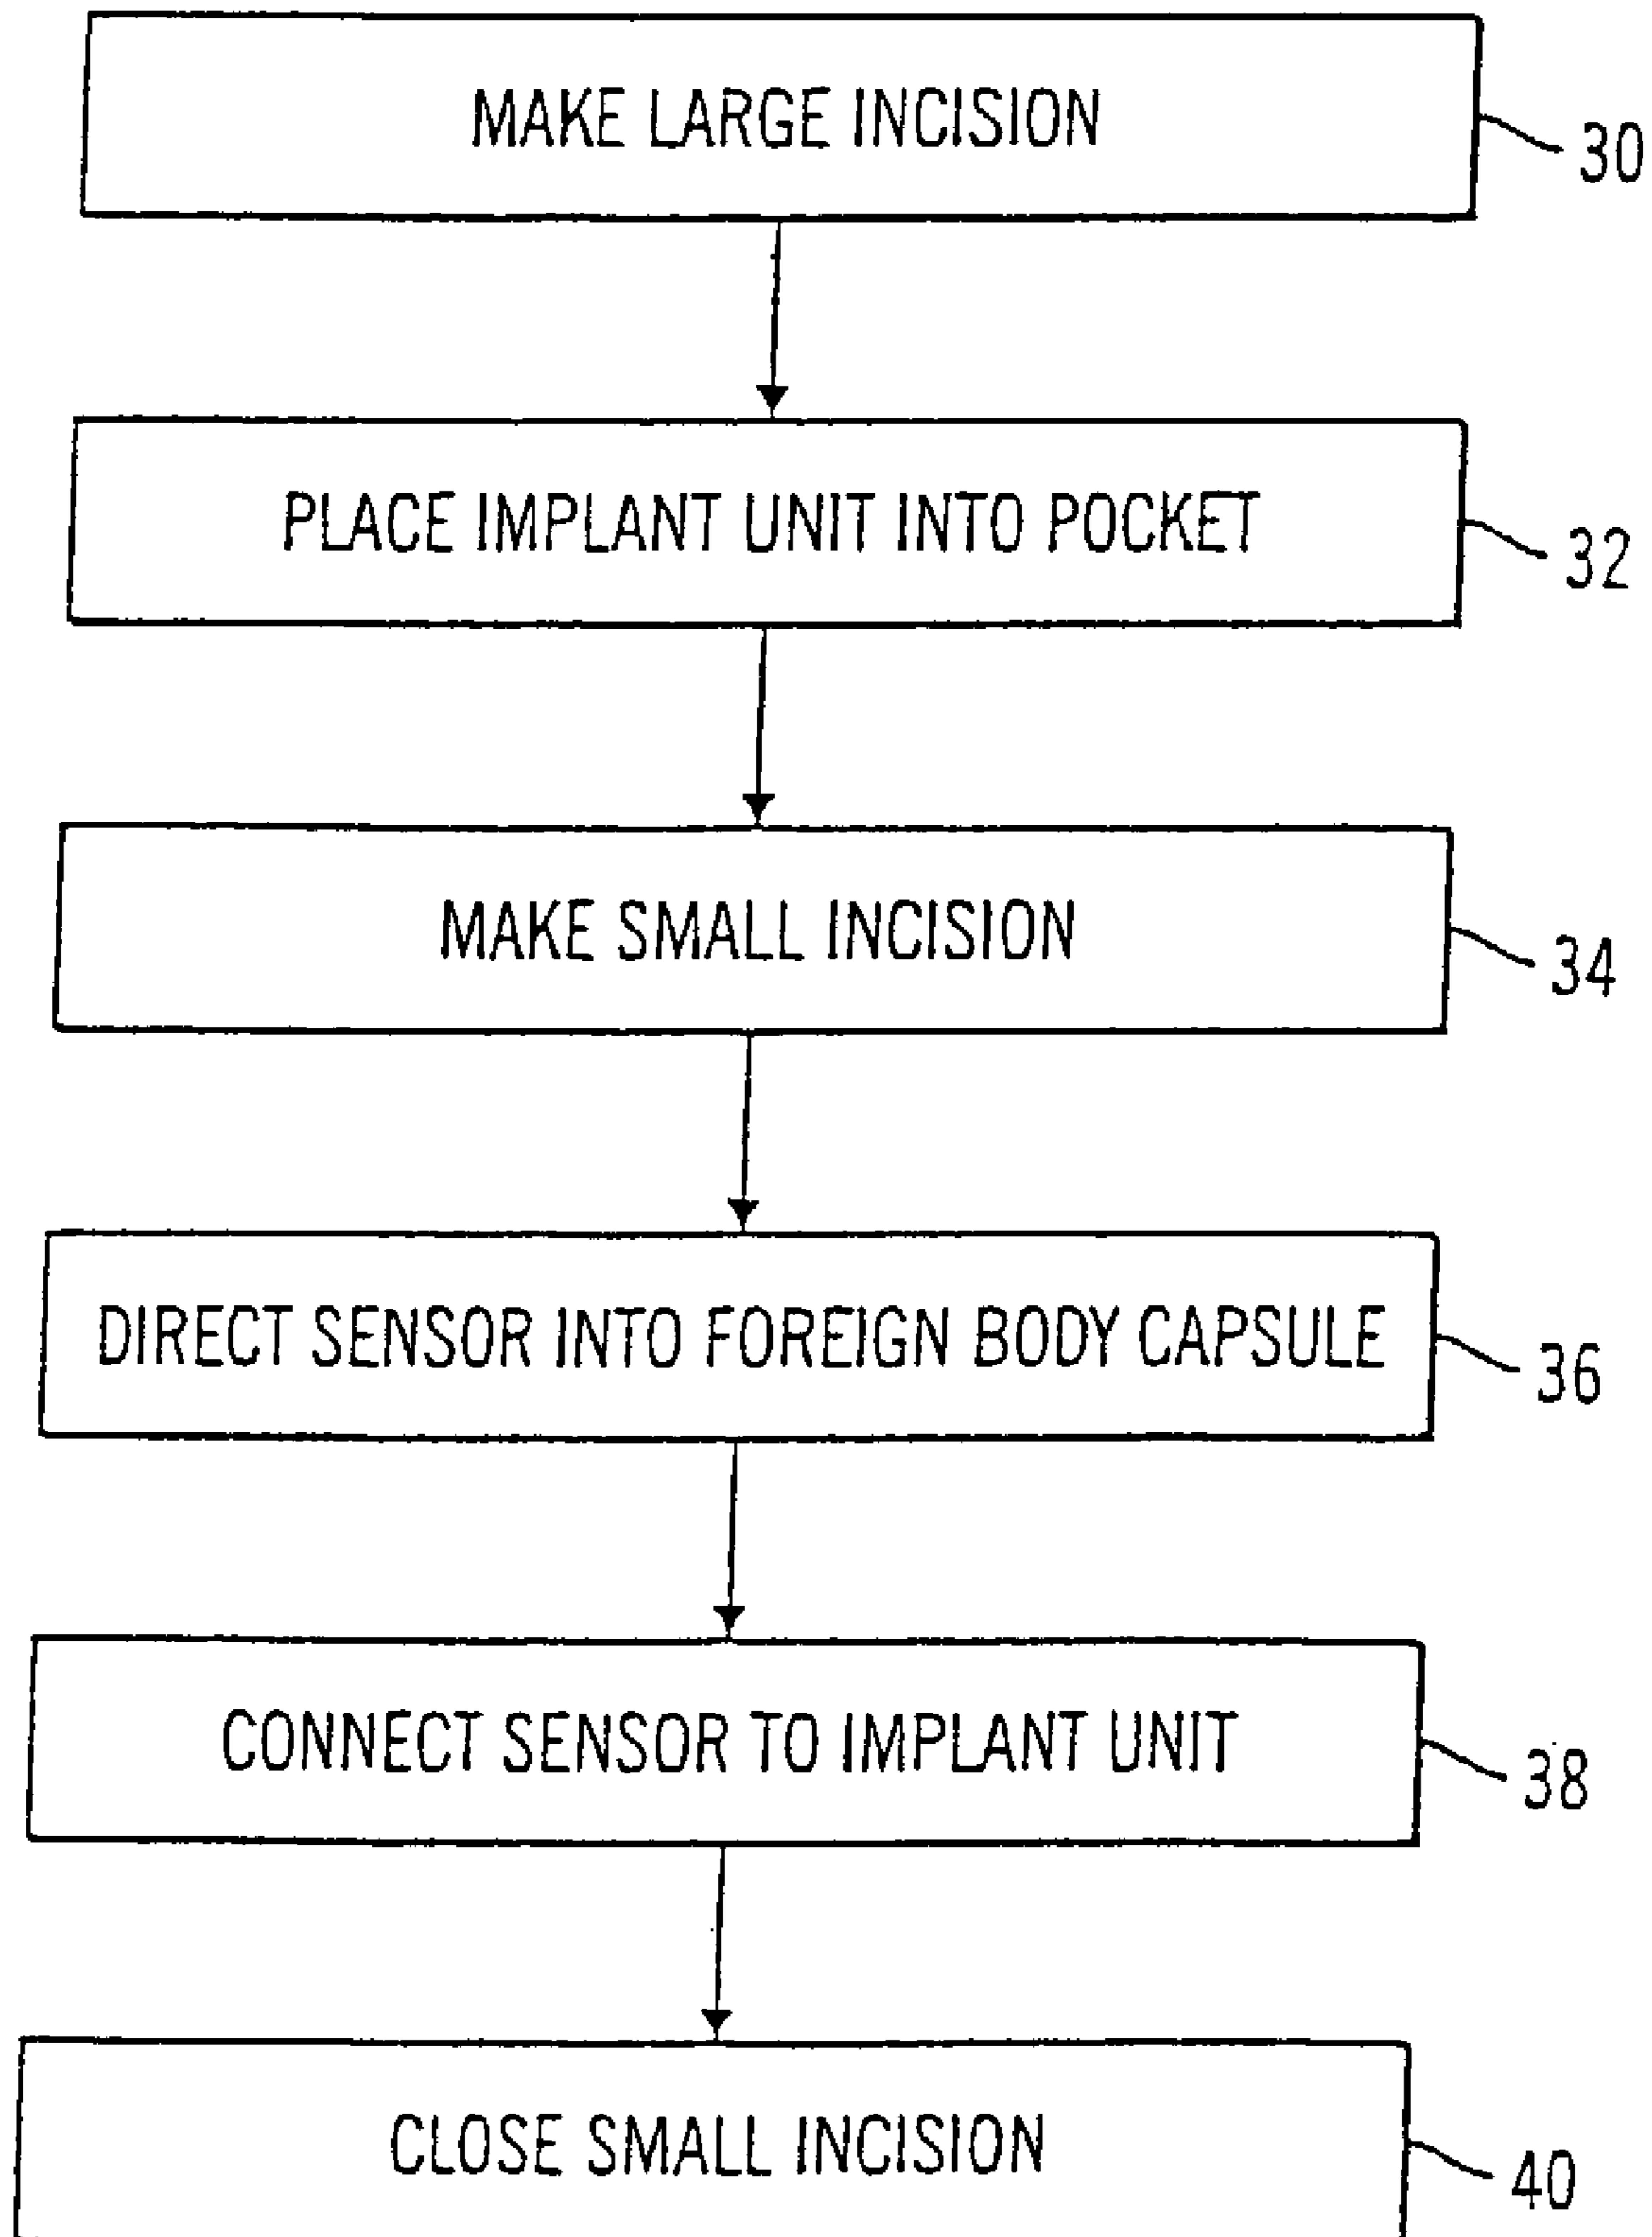 MAKE LARGE INCISION
30
PLACE IMPLANT UNIT INTO POCKET
32
MAKE SMALL INCISION
34
DIRECT SENSOR INTO FOREIGN BODY CAPSULE
36
CONNECT SENSOR TO IMPLANT UNIT
38
CLOSE SMALL INCISION
40